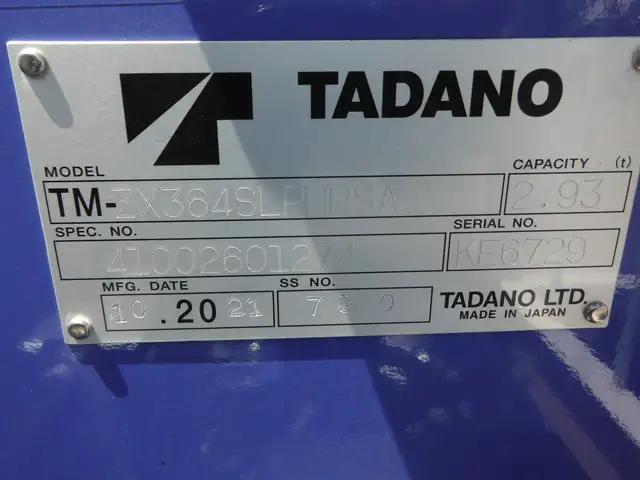 TADANO
MODEL
CAPACITY (t)
TM-
2.93
SPEC. NO.
SERIAL NO.
KF6729
MFG. DATE
SS NO.
10 .20 21
TADANO LTD.
MADE IN JAPAN